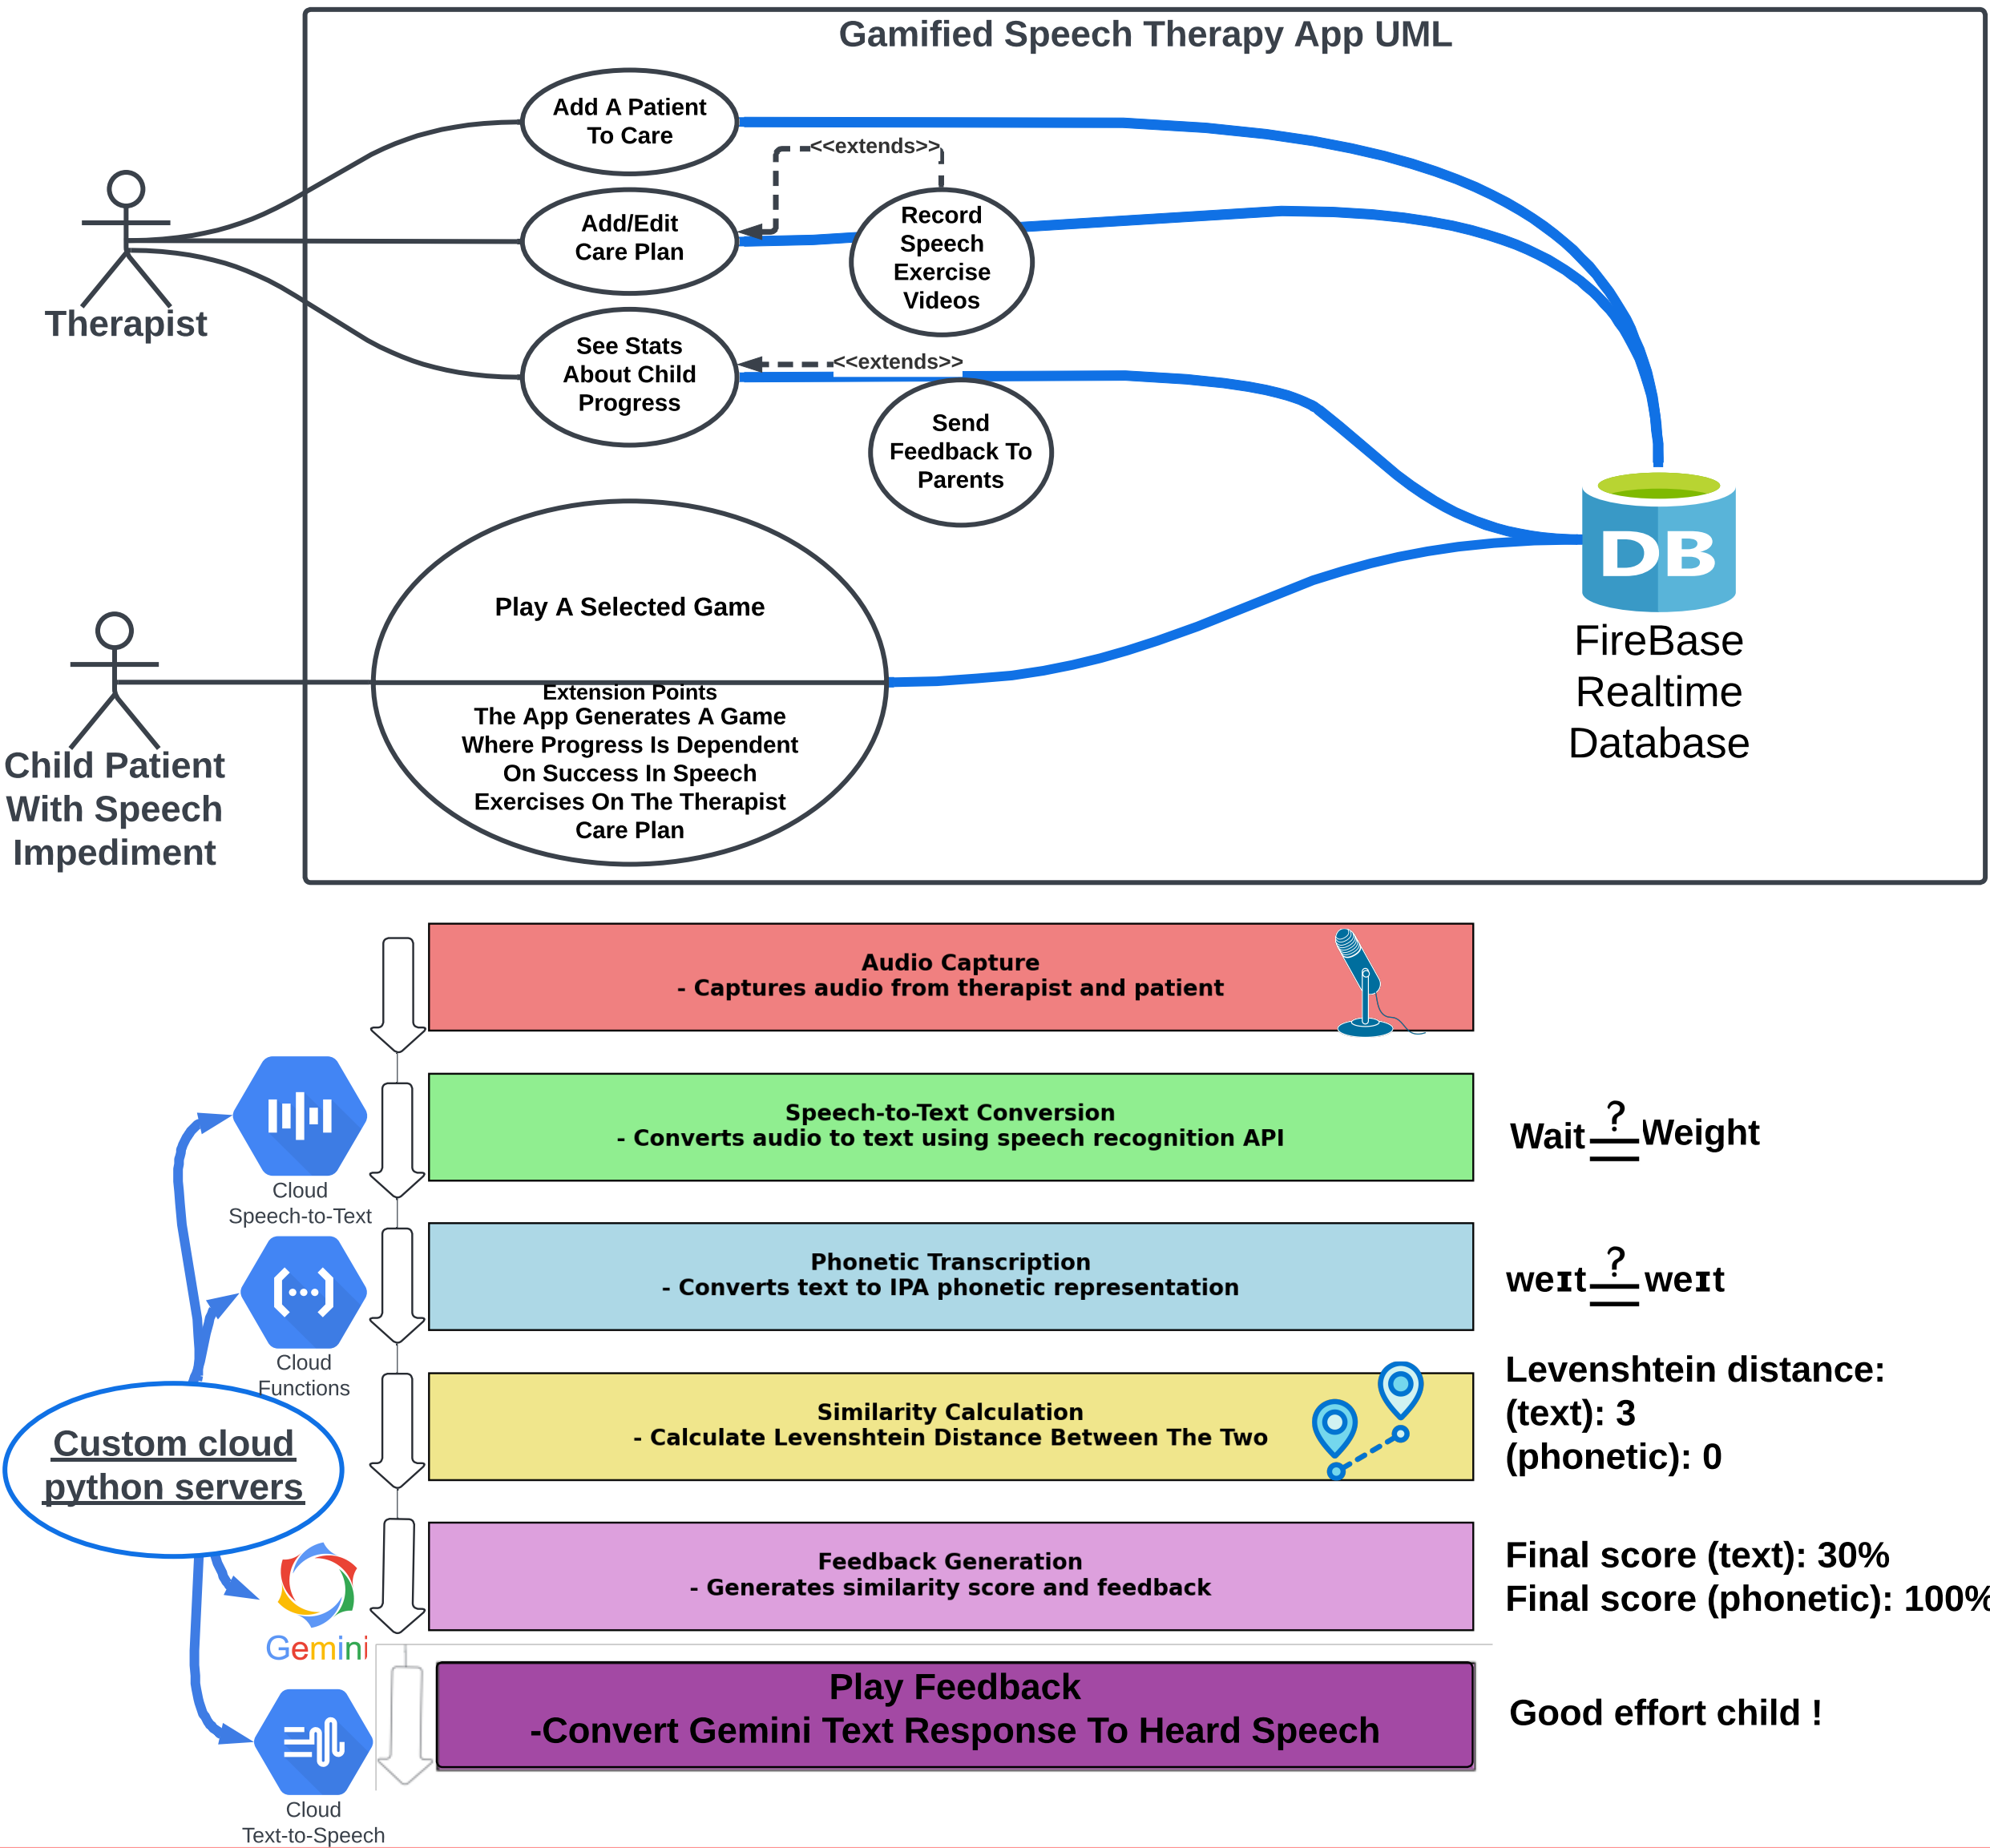 Gamified Speech Therapy App UML
Add A Patient
To Care
<<extends>>
Add/Edit
Care Plan
Record
Speech
Exercise
Videos
Therapist
See Stats
About Child
Progress
<<extends>>
Send
Feedback To
Parents
DB
FireBase
Realtime
Database
Play A Selected Game
Extension Points
The App Generates A Game
Where Progress Is Dependent
On Success In Speech
Exercises On The Therapist
Care Plan
Child Patient
With Speech
Impediment
Audio Capture
- Captures audio from therapist and patient
Speech-to-Text Conversion
- Converts audio to text using speech recognition API
Wait ? Weight
Cloud
Speech-to-Text
Phonetic Transcription
- Converts text to IPA phonetic representation
weɪt ? weɪt
Cloud
Functions
Similarity Calculation
- Calculate Levenshtein Distance Between The Two
Levenshtein distance:
(text): 3
(phonetic): 0
Custom cloud
python servers
Feedback Generation
- Generates similarity score and feedback
Final score (text): 30%
Final score (phonetic): 100%
Gemini
Play Feedback
-Convert Gemini Text Response To Heard Speech
Good effort child !
Cloud
Text-to-Speech